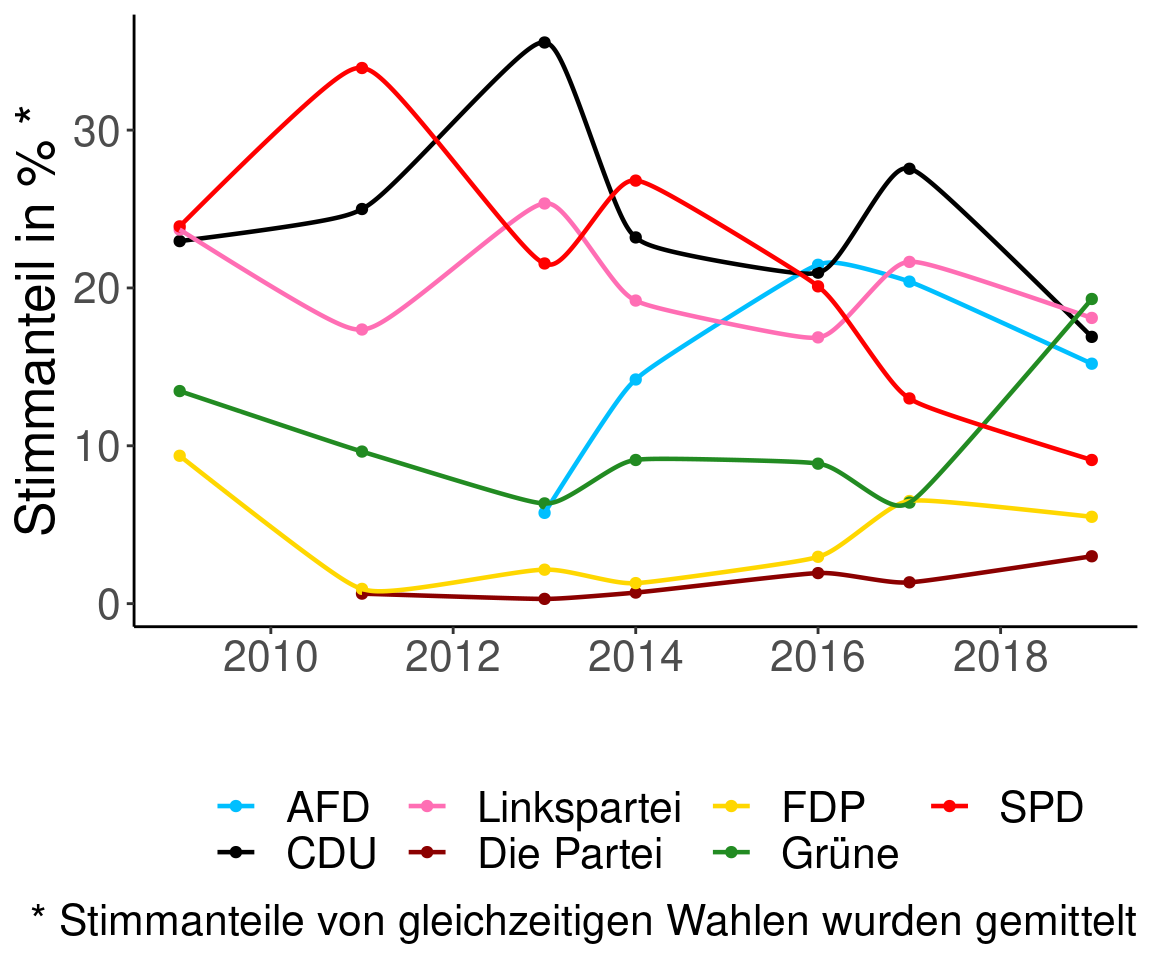 Stimmanteil in % *
30
20
10
0
2010 2012 2014 2016 2018
AFD Linkspartei FDP SPD
CDU Die Partei Grüne
* Stimmanteile von gleichzeitigen Wahlen wurden gemittelt